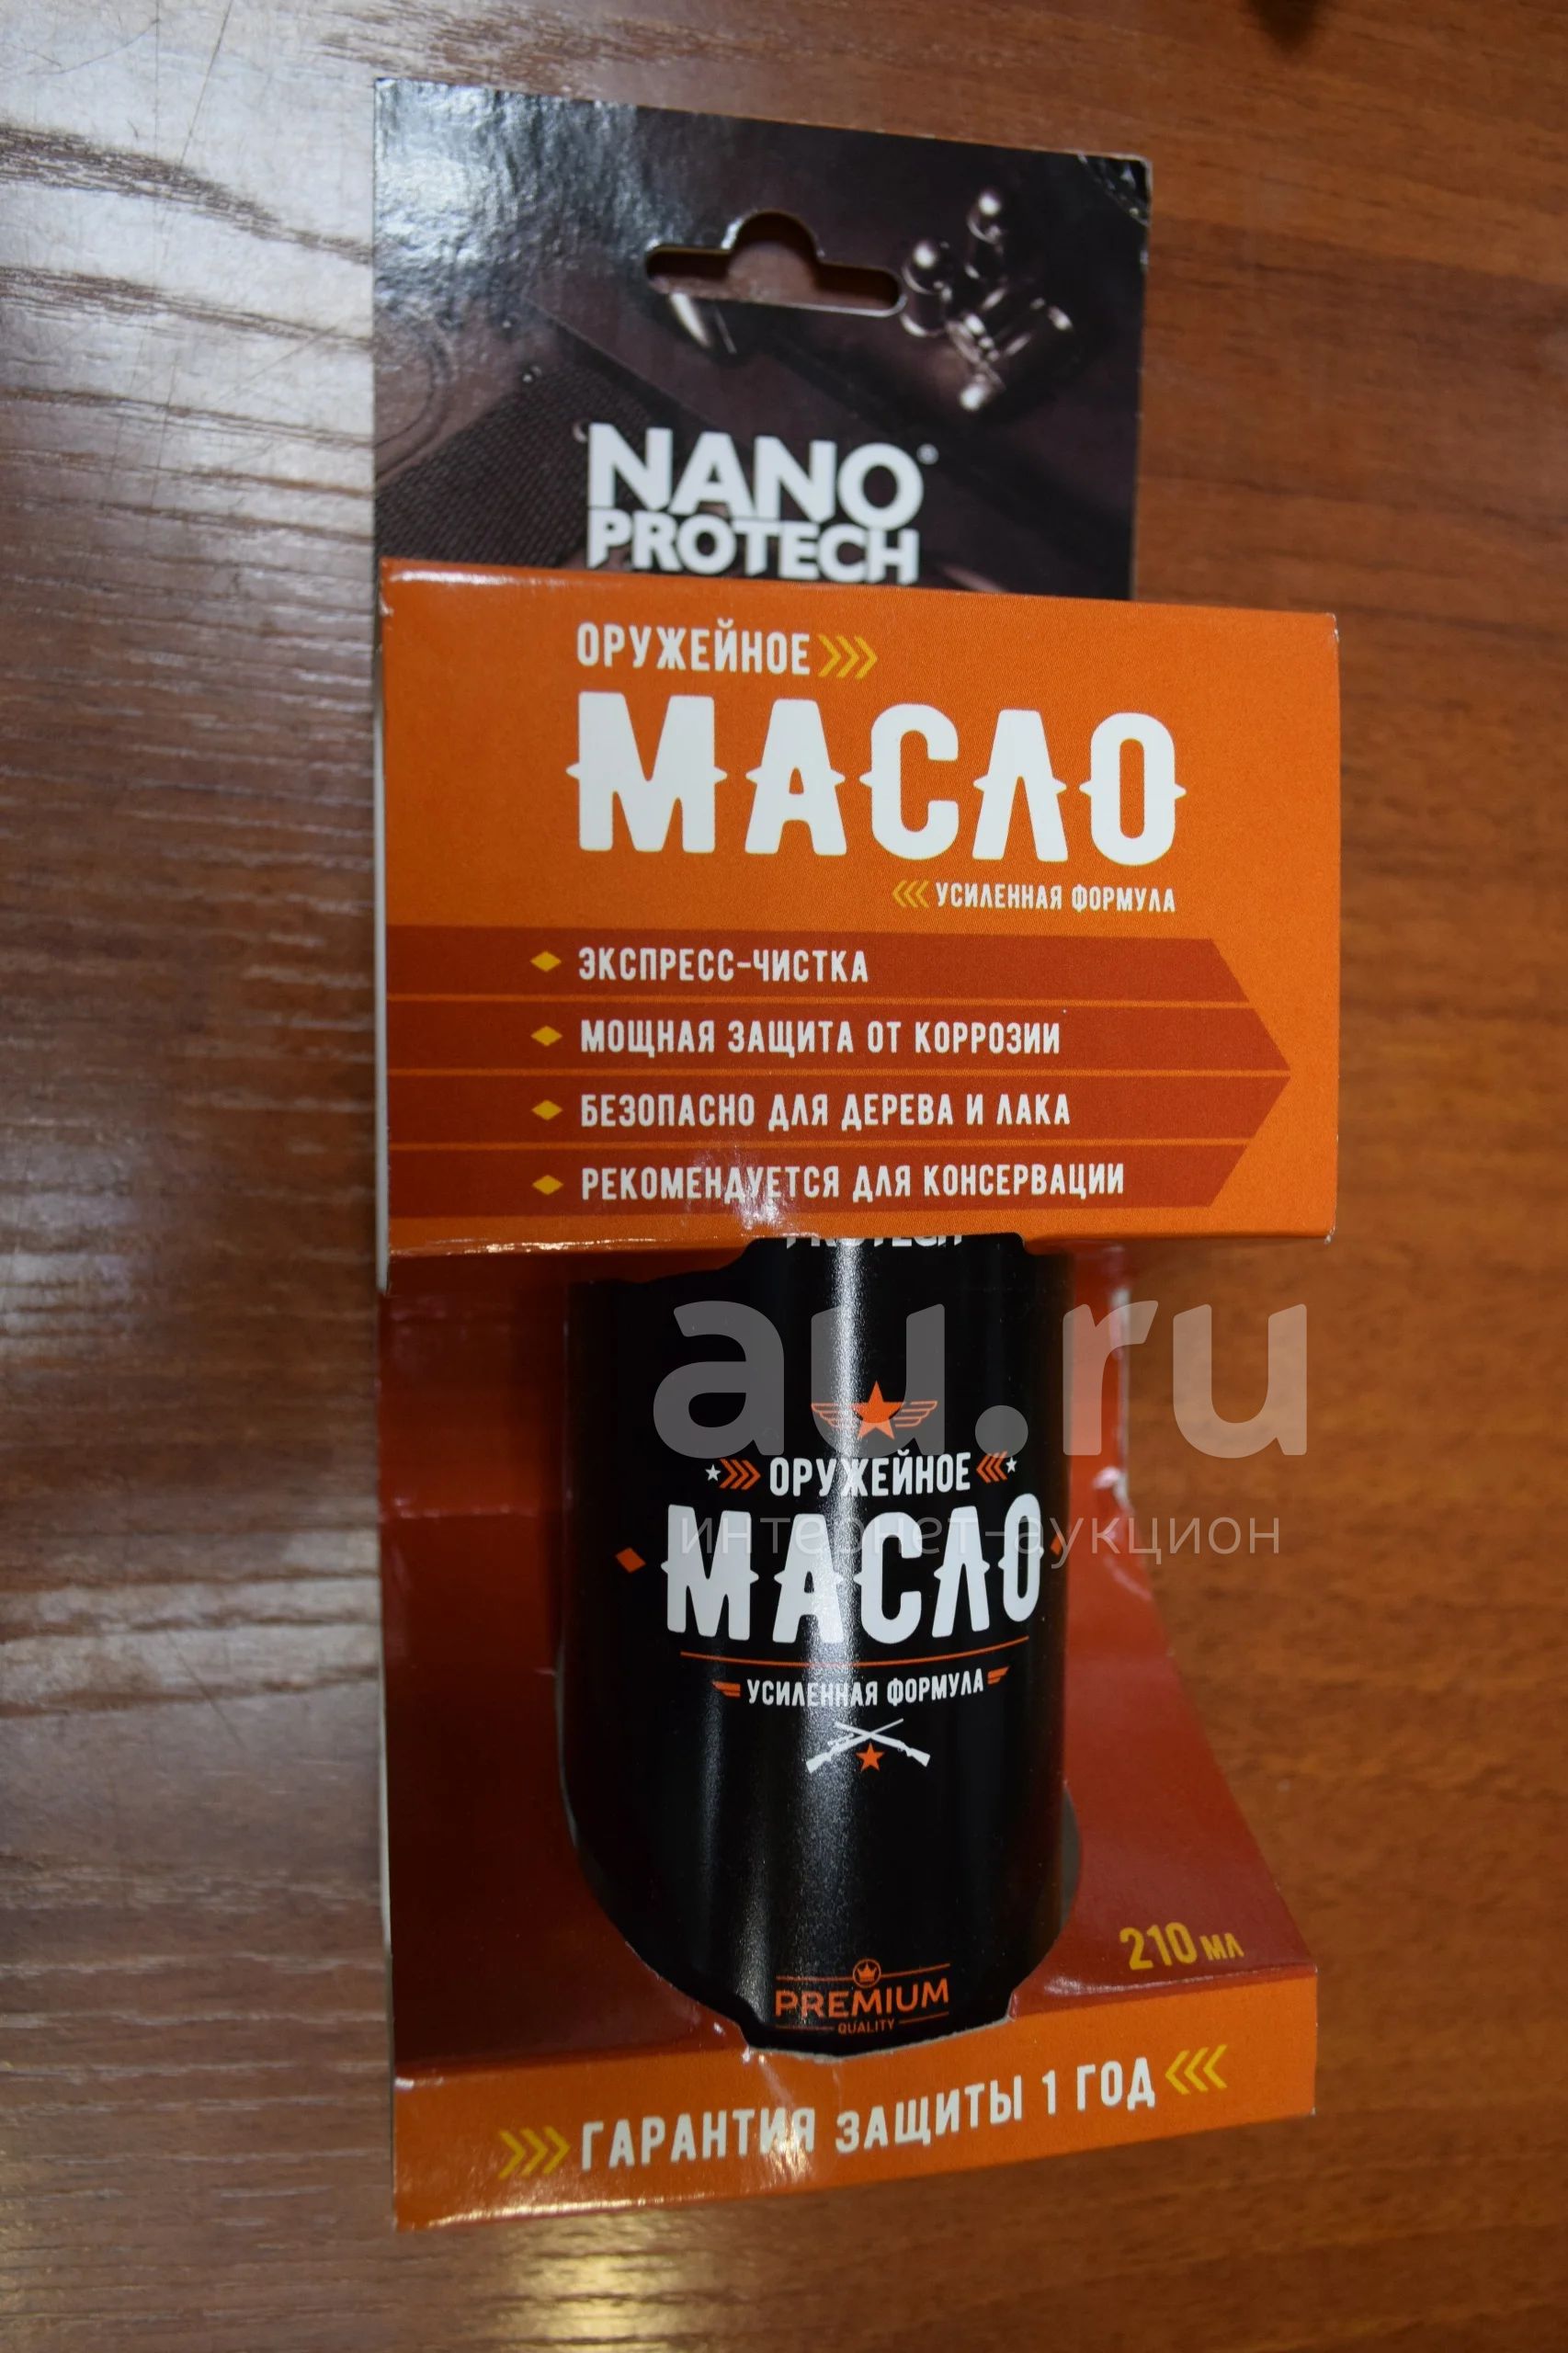 NANO
PROTECH
ОРУЖЕЙНОЕ
МАСЛО
УСИЛЕННАЯ ФОРМУЛА
ЭКСПРЕСС-ЧИСТКА
МОЩНАЯ ЗАЩИТА ОТ КОРРОЗИИ
БЕЗОПАСНО ДЛЯ ДЕРЕВА И ЛАКА
РЕКОМЕНДУЕТСЯ ДЛЯ КОНСЕРВАЦИИ
PROTECH
au.ru
ОРУЖЕЙНОЕ
интернет-аукцион
МАСЛО
УСИЛЕННАЯ ФОРМУЛА
210 МЛ
PREMIUM
QUALITY
ГАРАНТИЯ ЗАЩИТЫ 1 ГОД